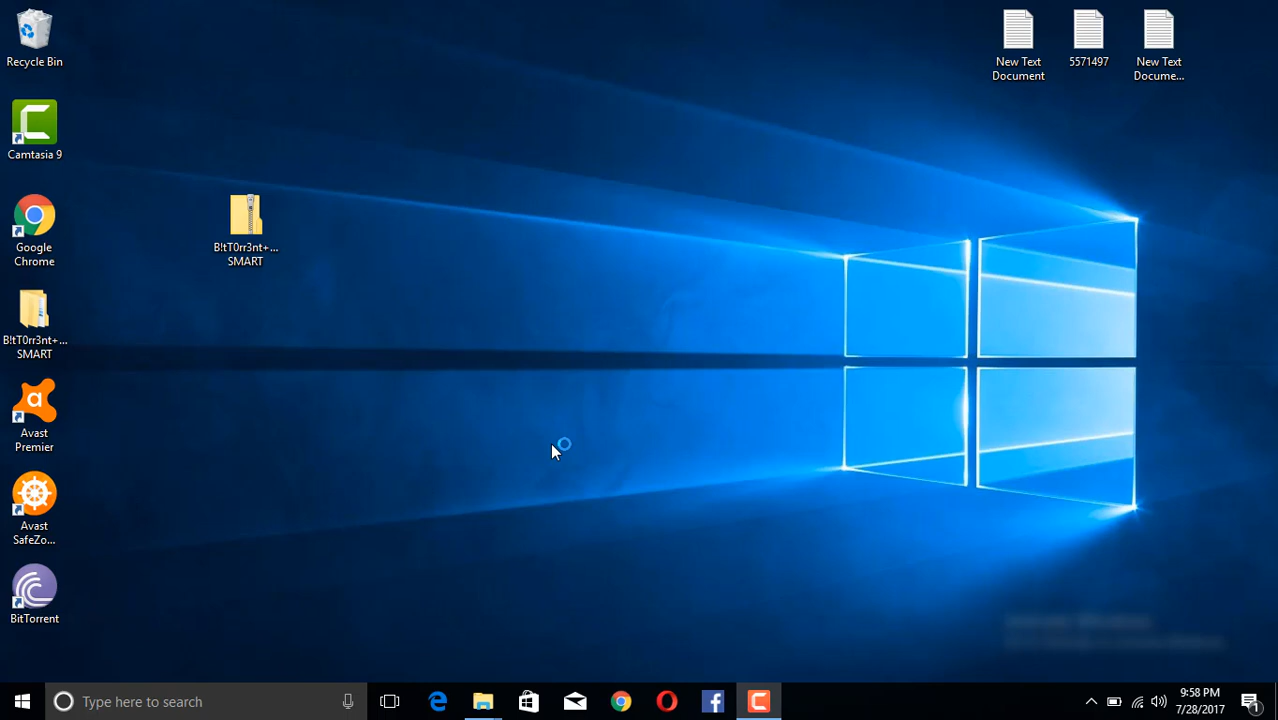 Recycle Bin
Camtasia 9
Google
Chrome
B!tT0rr3nt+...
SMART
Avast
Premier
Avast
SafeZo...
BitTorrent
B!tT0rr3nt+...
SMART
New Text
Document
5571497
New Text
Docume...
Type here to search
9:58 PM
7/28/2017
1